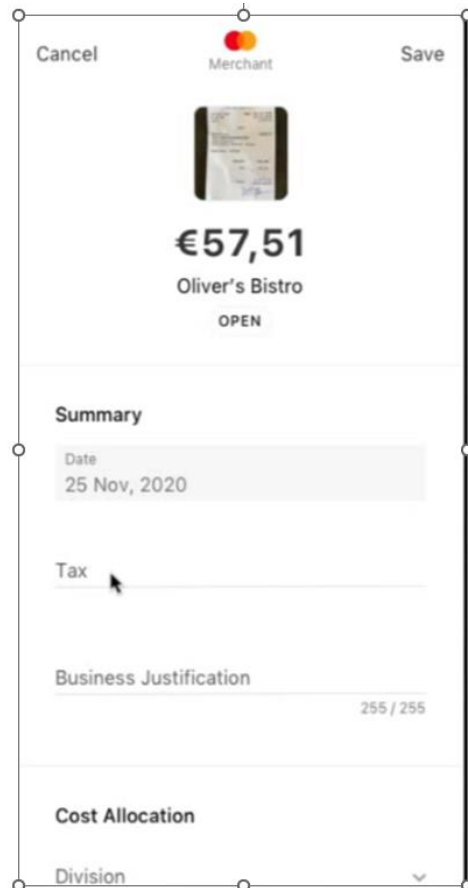 Cancel
Merchant
Save
€57,51
Oliver's Bistro
OPEN
Summary
Date
25 Nov, 2020
Tax
Business Justification
255 / 255
Cost Allocation
Division